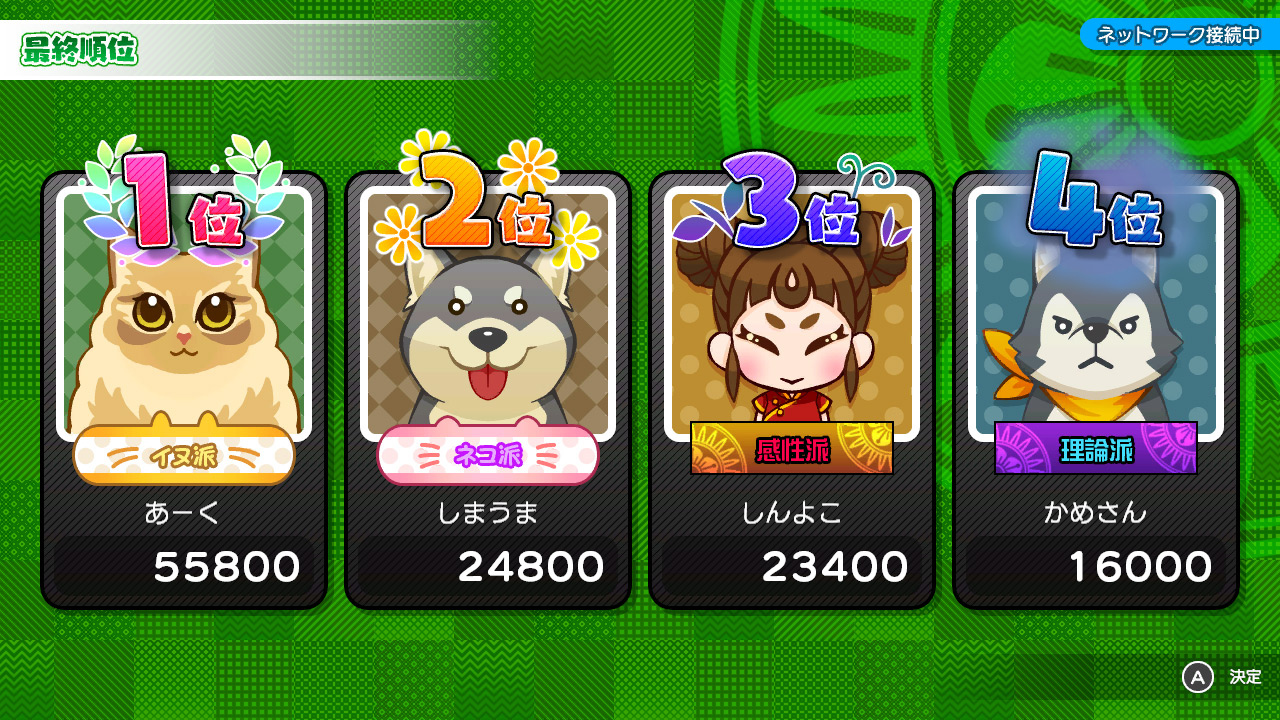 最終順位
ネットワーク接続中
1位
2位
3位
4位
イヌ派
ネコ派
感性派
理論派
あーく
しまうま
しんよこ
かめさん
55800
24800
23400
16000
A 決定